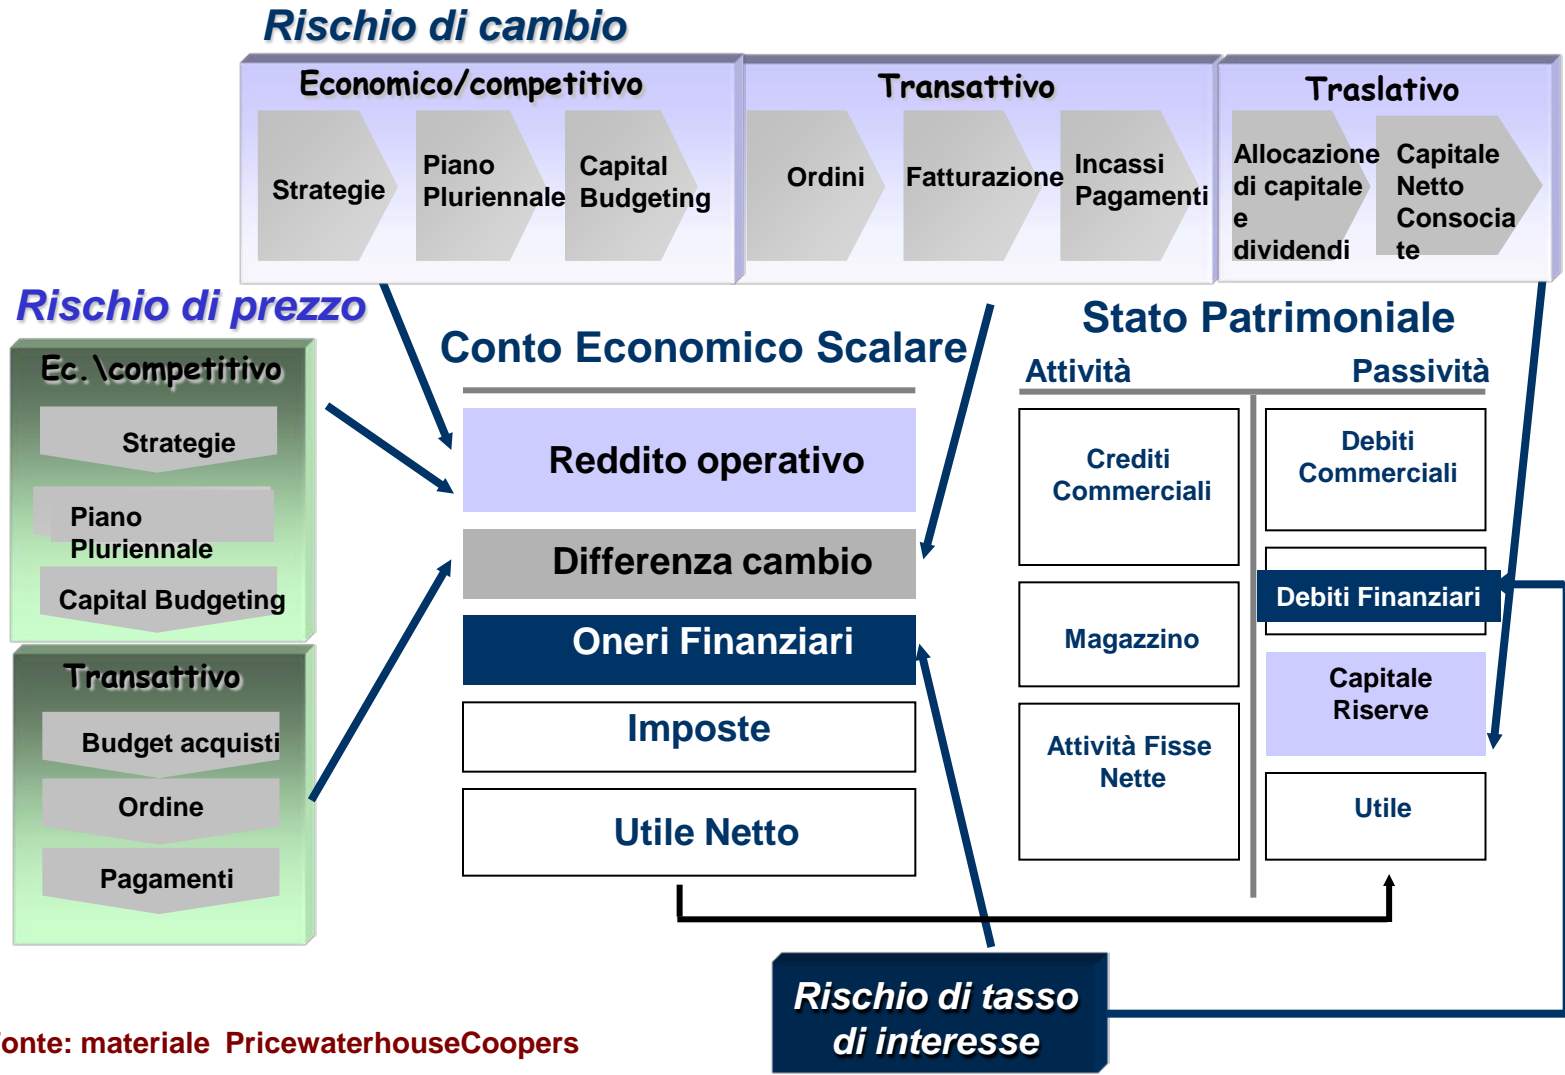 Rischio di cambio
Economico/competitivo
Strategie
Piano
Pluriennale
Capital
Budgeting
Transattivo
Ordini
Fatturazione
Incassi
Pagamenti
Traslativo
Allocazione
di capitale
e
dividendi
Capitale
Netto
Consocia
te
Rischio di prezzo
Ec.\competitivo
Strategie
Piano
Pluriennale
Capital Budgeting
Transattivo
Budget acquisti
Ordine
Pagamenti
Conto Economico Scalare
Reddito operativo
Differenza cambio
Oneri Finanziari
Imposte
Utile Netto
Stato Patrimoniale
Attività
Passività
Crediti
Commerciali
Magazzino
Attività Fisse
Nette
Debiti
Commerciali
Debiti Finanziari
Capitale
Riserve
Utile
Rischio di tasso
di interesse
onte: materiale PricewaterhouseCoopers